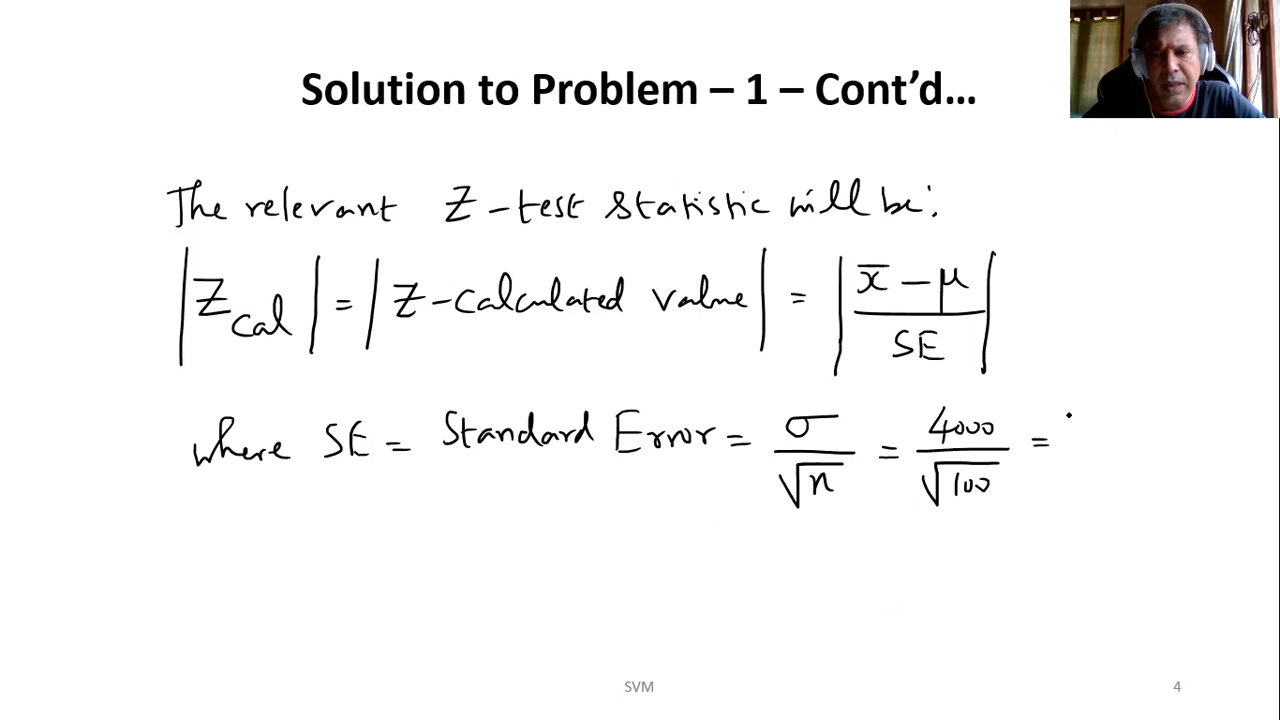 Solution to Problem – 1 – Cont’d…
The relevant Z-test statistic will be:
|Z_cal| = |Z-calculated value| = |(x̄ - μ)/SE|
where SE = Standard Error = σ/√n = 4000/√100 =
SVM
4